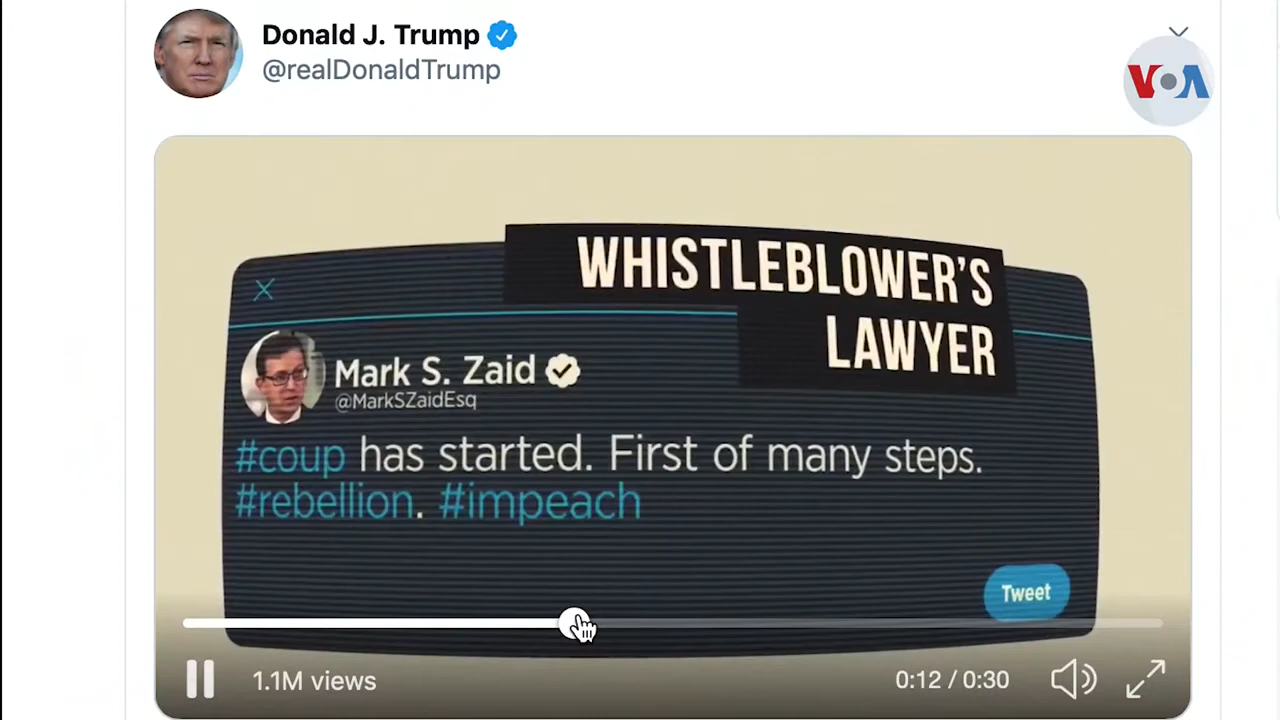 Donald J. Trump
@realDonaldTrump
VOA
WHISTLEBLOWER'S
LAWYER
Mark S. Zaid
@MarkSZaidEsq
#coup has started. First of many steps.
#rebellion. #impeach
Tweet
1.1M views
0:12 / 0:30